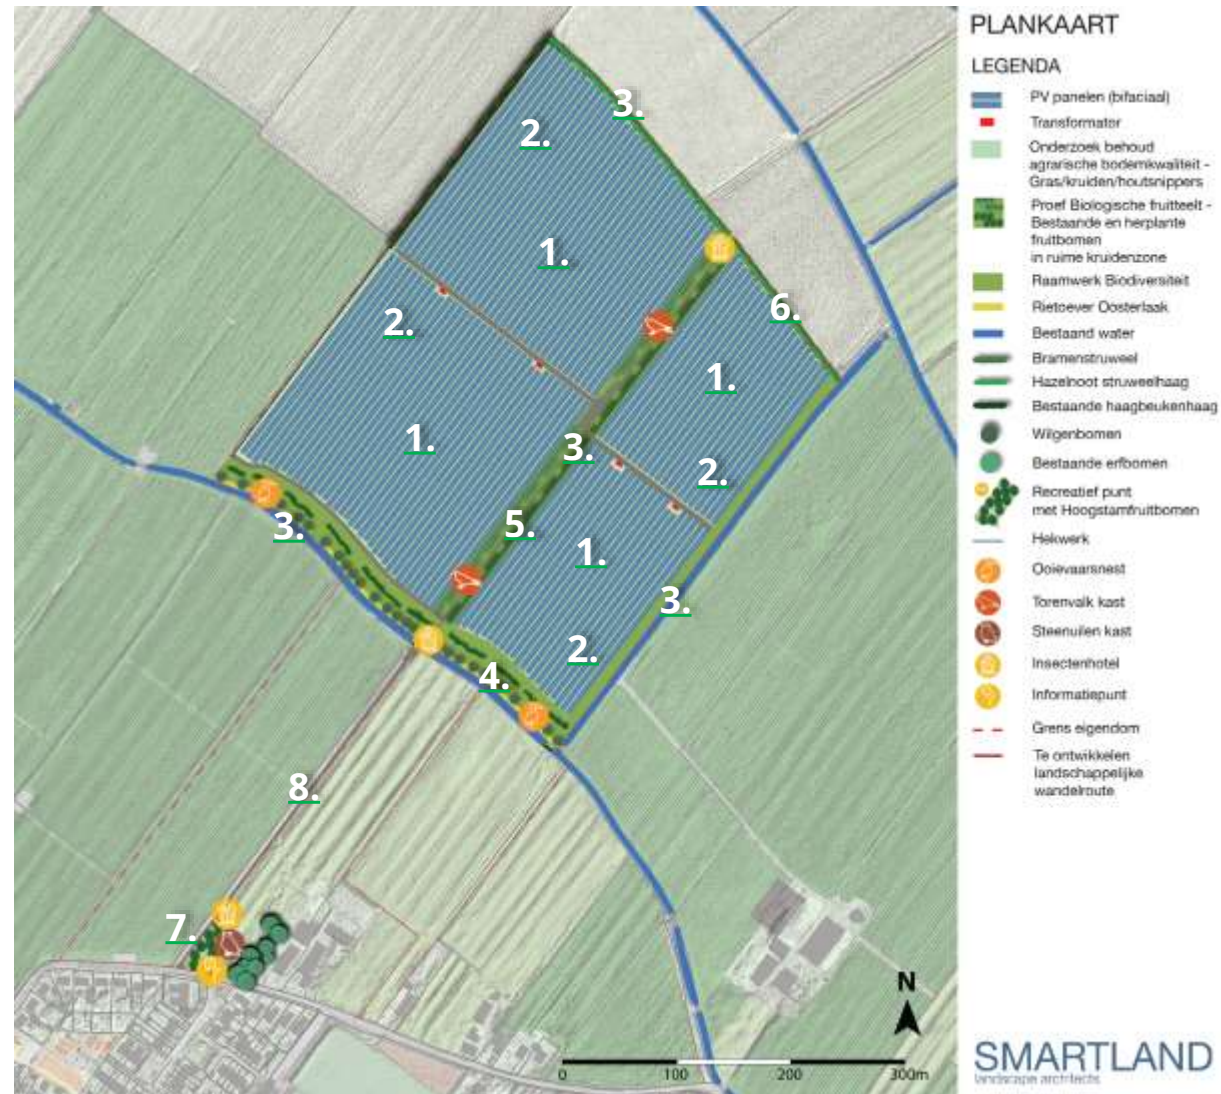 PLANKAART
LEGENDA
PV panelen (bifaciaal)
Transformator
Onderzoek behoud
agrarische bodemkwaliteit -
Gras/kruiden/houtsnippers
Proef Biologische fruitteelt -
Bestaande en herplante
fruitbomen
in ruime kruidenzone
Raamwerk Biodiversiteit
Rietoever Oosterlaak
Bestaand water
Bramenstruweel
Hazelnoot struweelhaag
Bestaande haagbeukenhaag
Wilgenbomen
Bestaande erfbomen
Recreatief punt
met Hoogstamfruitbomen
Hekwerk
Ooievaarsnest
Torenvalk kast
Steenuilen kast
Insectenhotel
Informatiepunt
Grens eigendom
Te ontwikkelen
landschappelijke
wandelroute
3.
2.
1.
6.
2.
1.
1.
3.
2.
3.
5.
1.
3.
2.
4.
8.
7.
N
0 100 200 300m
SMARTLAND
landscape architects